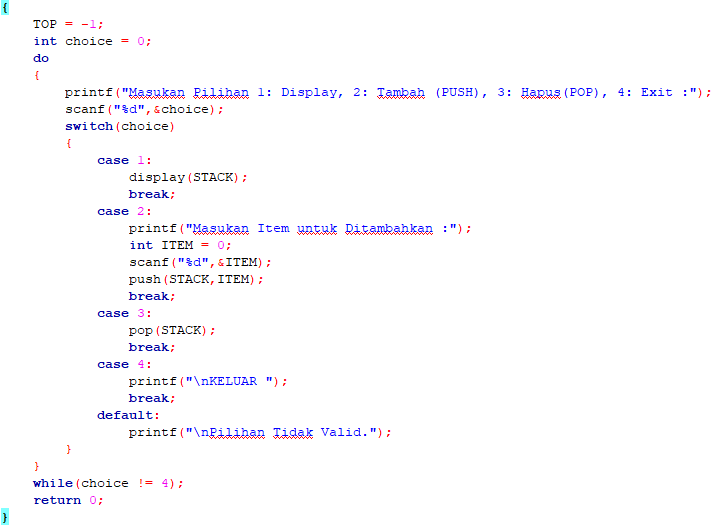 {
TOP = -1;
int choice = 0;
do
{
printf("Masukan Pilihan 1: Display, 2: Tambah (PUSH), 3: Hapus(POP), 4: Exit :");
scanf("%d",&choice);
switch(choice)
{
case 1:
display(STACK);
break;
case 2:
printf("Masukan Item untuk Ditambahkan :");
int ITEM = 0;
scanf("%d",&ITEM);
push(STACK,ITEM);
break;
case 3:
pop(STACK);
break;
case 4:
printf("\nKELUAR ");
break;
default:
printf("\nPilihan Tidak Valid.");
}
}
while(choice != 4);
return 0;
}